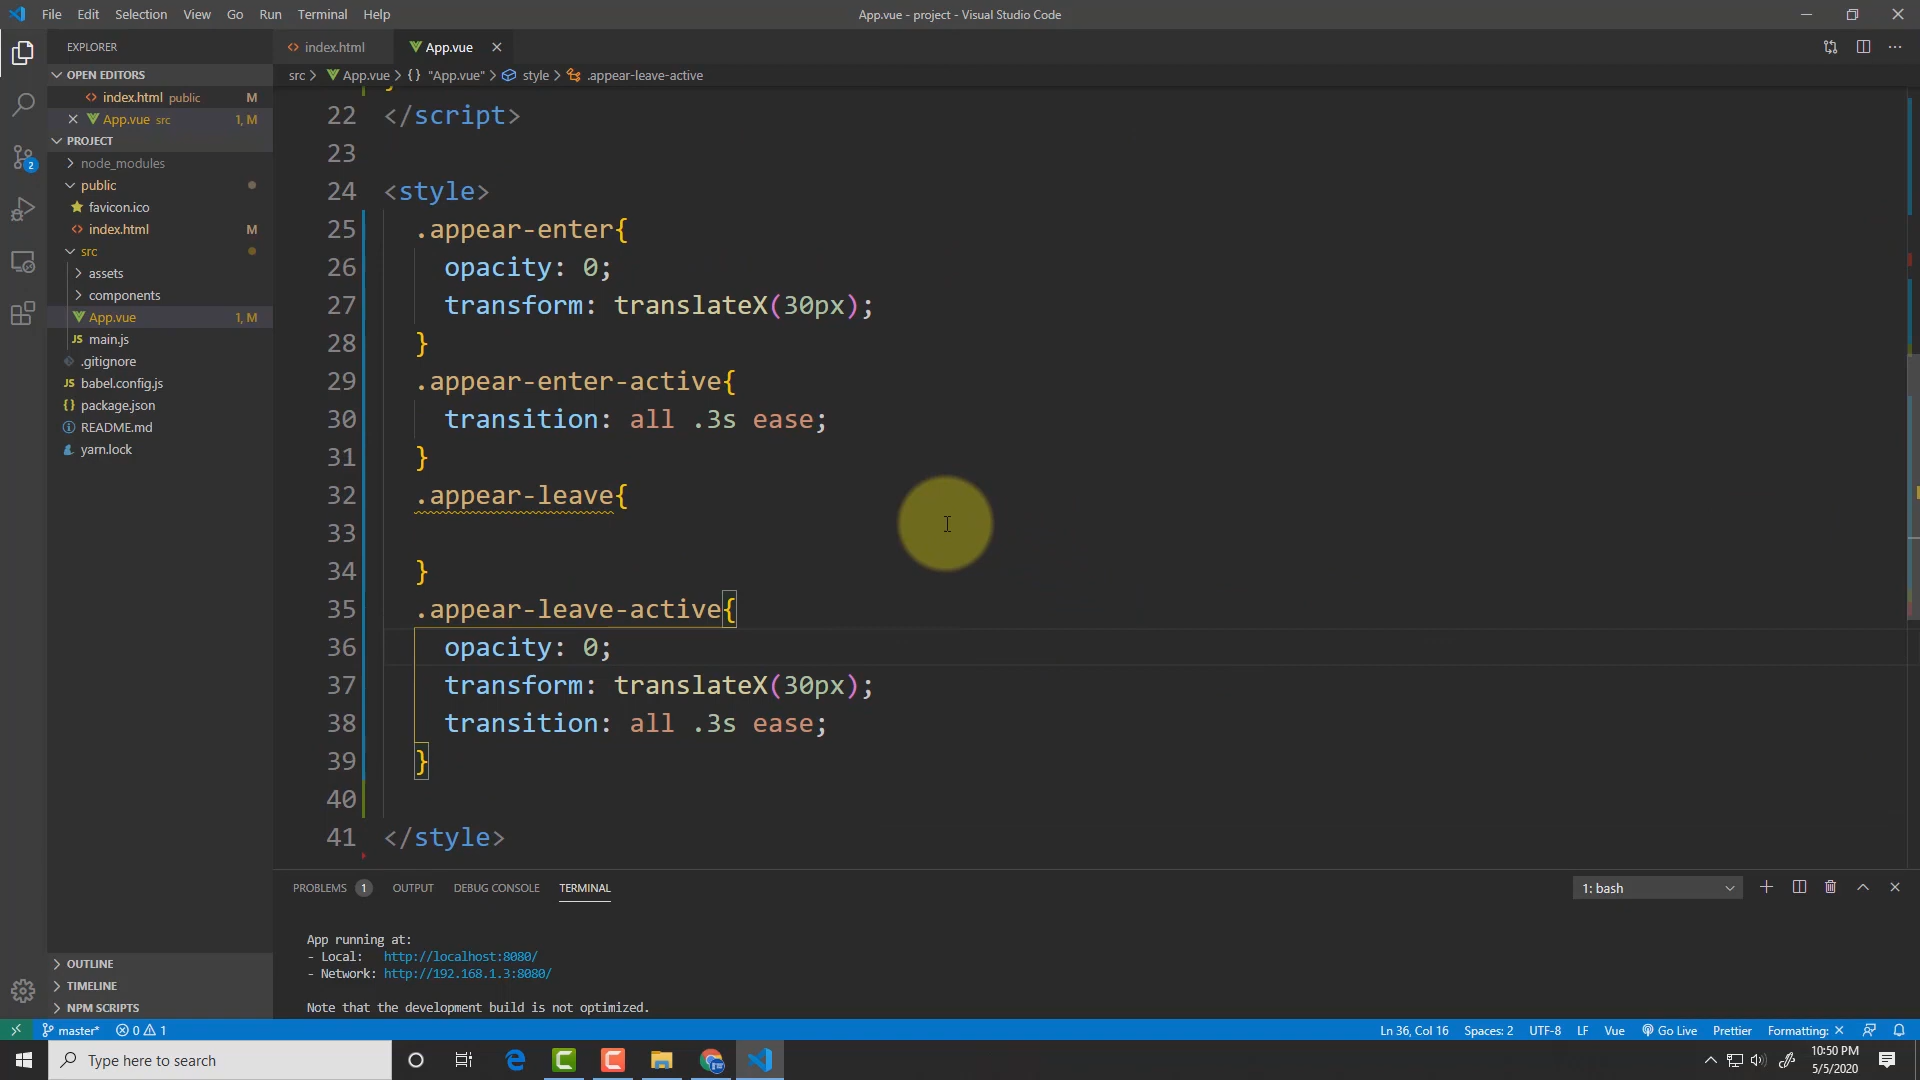 File Edit Selection View Go Run Terminal Help
App.vue - project - Visual Studio Code
EXPLORER
index.html
App.vue
OPEN EDITORS
index.html public M
App.vue src 1, M
PROJECT
node_modules
public
favicon.ico
index.html M
src
assets
components
App.vue 1, M
JS main.js
.gitignore
JS babel.config.js
{} package.json
README.md
yarn.lock
OUTLINE
TIMELINE
NPM SCRIPTS
src > App.vue > {} "App.vue" > style > .appear-leave-active
22 </script>
23
24 <style>
25 .appear-enter{
26 opacity: 0;
27 transform: translateX(30px);
28 }
29 .appear-enter-active{
30 transition: all .3s ease;
31 }
32 .appear-leave{
33
34 }
35 .appear-leave-active{
36 opacity: 0;
37 transform: translateX(30px);
38 transition: all .3s ease;
39 }
40
41 </style>
PROBLEMS 1 OUTPUT DEBUG CONSOLE TERMINAL
1: bash
App running at:
- Local: http://localhost:8080/
- Network: http://192.168.1.3:8080/
Note that the development build is not optimized.
2
master* 0 1
Ln 36, Col 16 Spaces: 2 UTF-8 LF Vue Go Live Prettier Formatting: ×
Type here to search
10:50 PM
5/5/2020